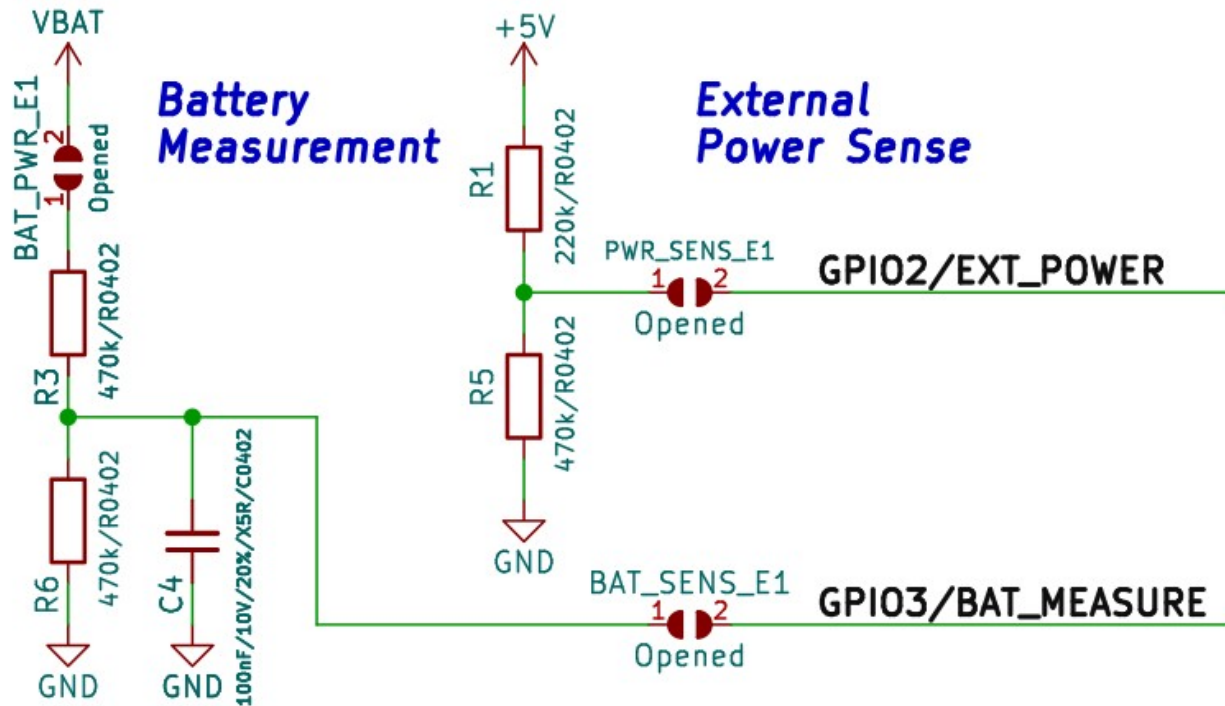 VBAT
BAT_PWR_E1
2
1
Opened
Battery
Measurement
R3
470k/R0402
R6
470k/R0402
GND
C4
100nF/10V/20%/X5R/C0402
GND
+5V
External
Power Sense
R1
220k/R0402
PWR_SENS_E1
1 2
Opened
GPIO2/EXT_POWER
R5
470k/R0402
GND
BAT_SENS_E1
1 2
Opened
GPIO3/BAT_MEASURE